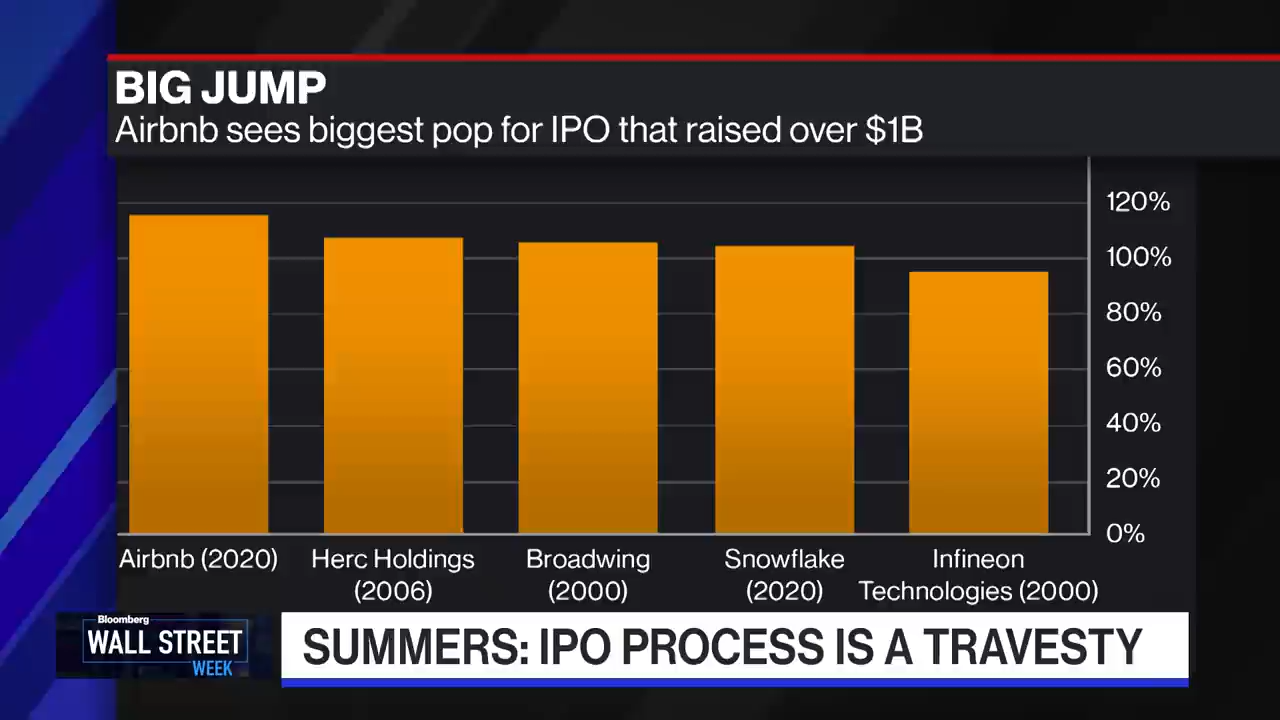 BIG JUMP
Airbnb sees biggest pop for IPO that raised over $1B
120%
100%
80%
60%
40%
20%
0%
Airbnb (2020)
Herc Holdings
(2006)
Broadwing
(2000)
Snowflake
(2020)
Infineon
Technologies (2000)
Bloomberg
WALL STREET
WEEK
SUMMERS: IPO PROCESS IS A TRAVESTY